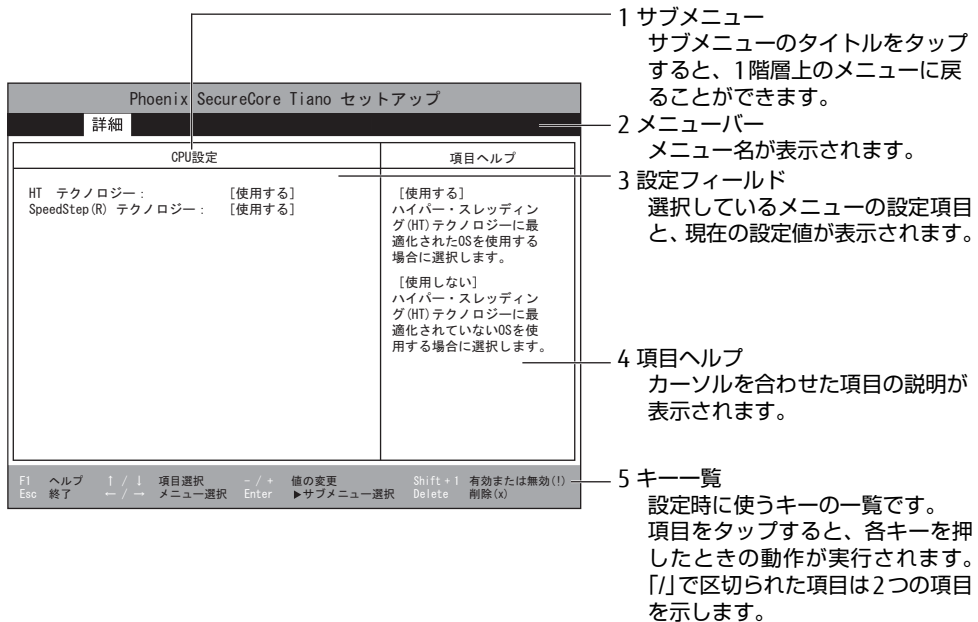 Phoenix SecureCore Tiano セットアップ
詳細
CPU設定
項目ヘルプ
HT テクノロジー： [使用する]
SpeedStep(R) テクノロジー： [使用する]
[使用する]
ハイパー・スレッディン
グ(HT)テクノロジーに最
適化されたOSを使用する
場合に選択します。
[使用しない]
ハイパー・スレッディン
グ(HT)テクノロジーに最
適化されていないOSを使
用する場合に選択します。
F1 ヘルプ ↑/↓ 項目選択 -/+ 値の変更 Shift+1 有効または無効(!)
Esc 終了 ←/→ メニュー選択 Enter ▶サブメニュー選択 Delete 削除(x)
1 サブメニュー
サブメニューのタイトルをタップ
すると、1階層上のメニューに戻
ることができます。
2 メニューバー
メニュー名が表示されます。
3 設定フィールド
選択しているメニューの設定項目
と、現在の設定値が表示されます。
4 項目ヘルプ
カーソルを合わせた項目の説明が
表示されます。
5 キー一覧
設定時に使うキーの一覧です。
項目をタップすると、各キーを押
したときの動作が実行されます。
「/」で区切られた項目は2つの項目
を示します。